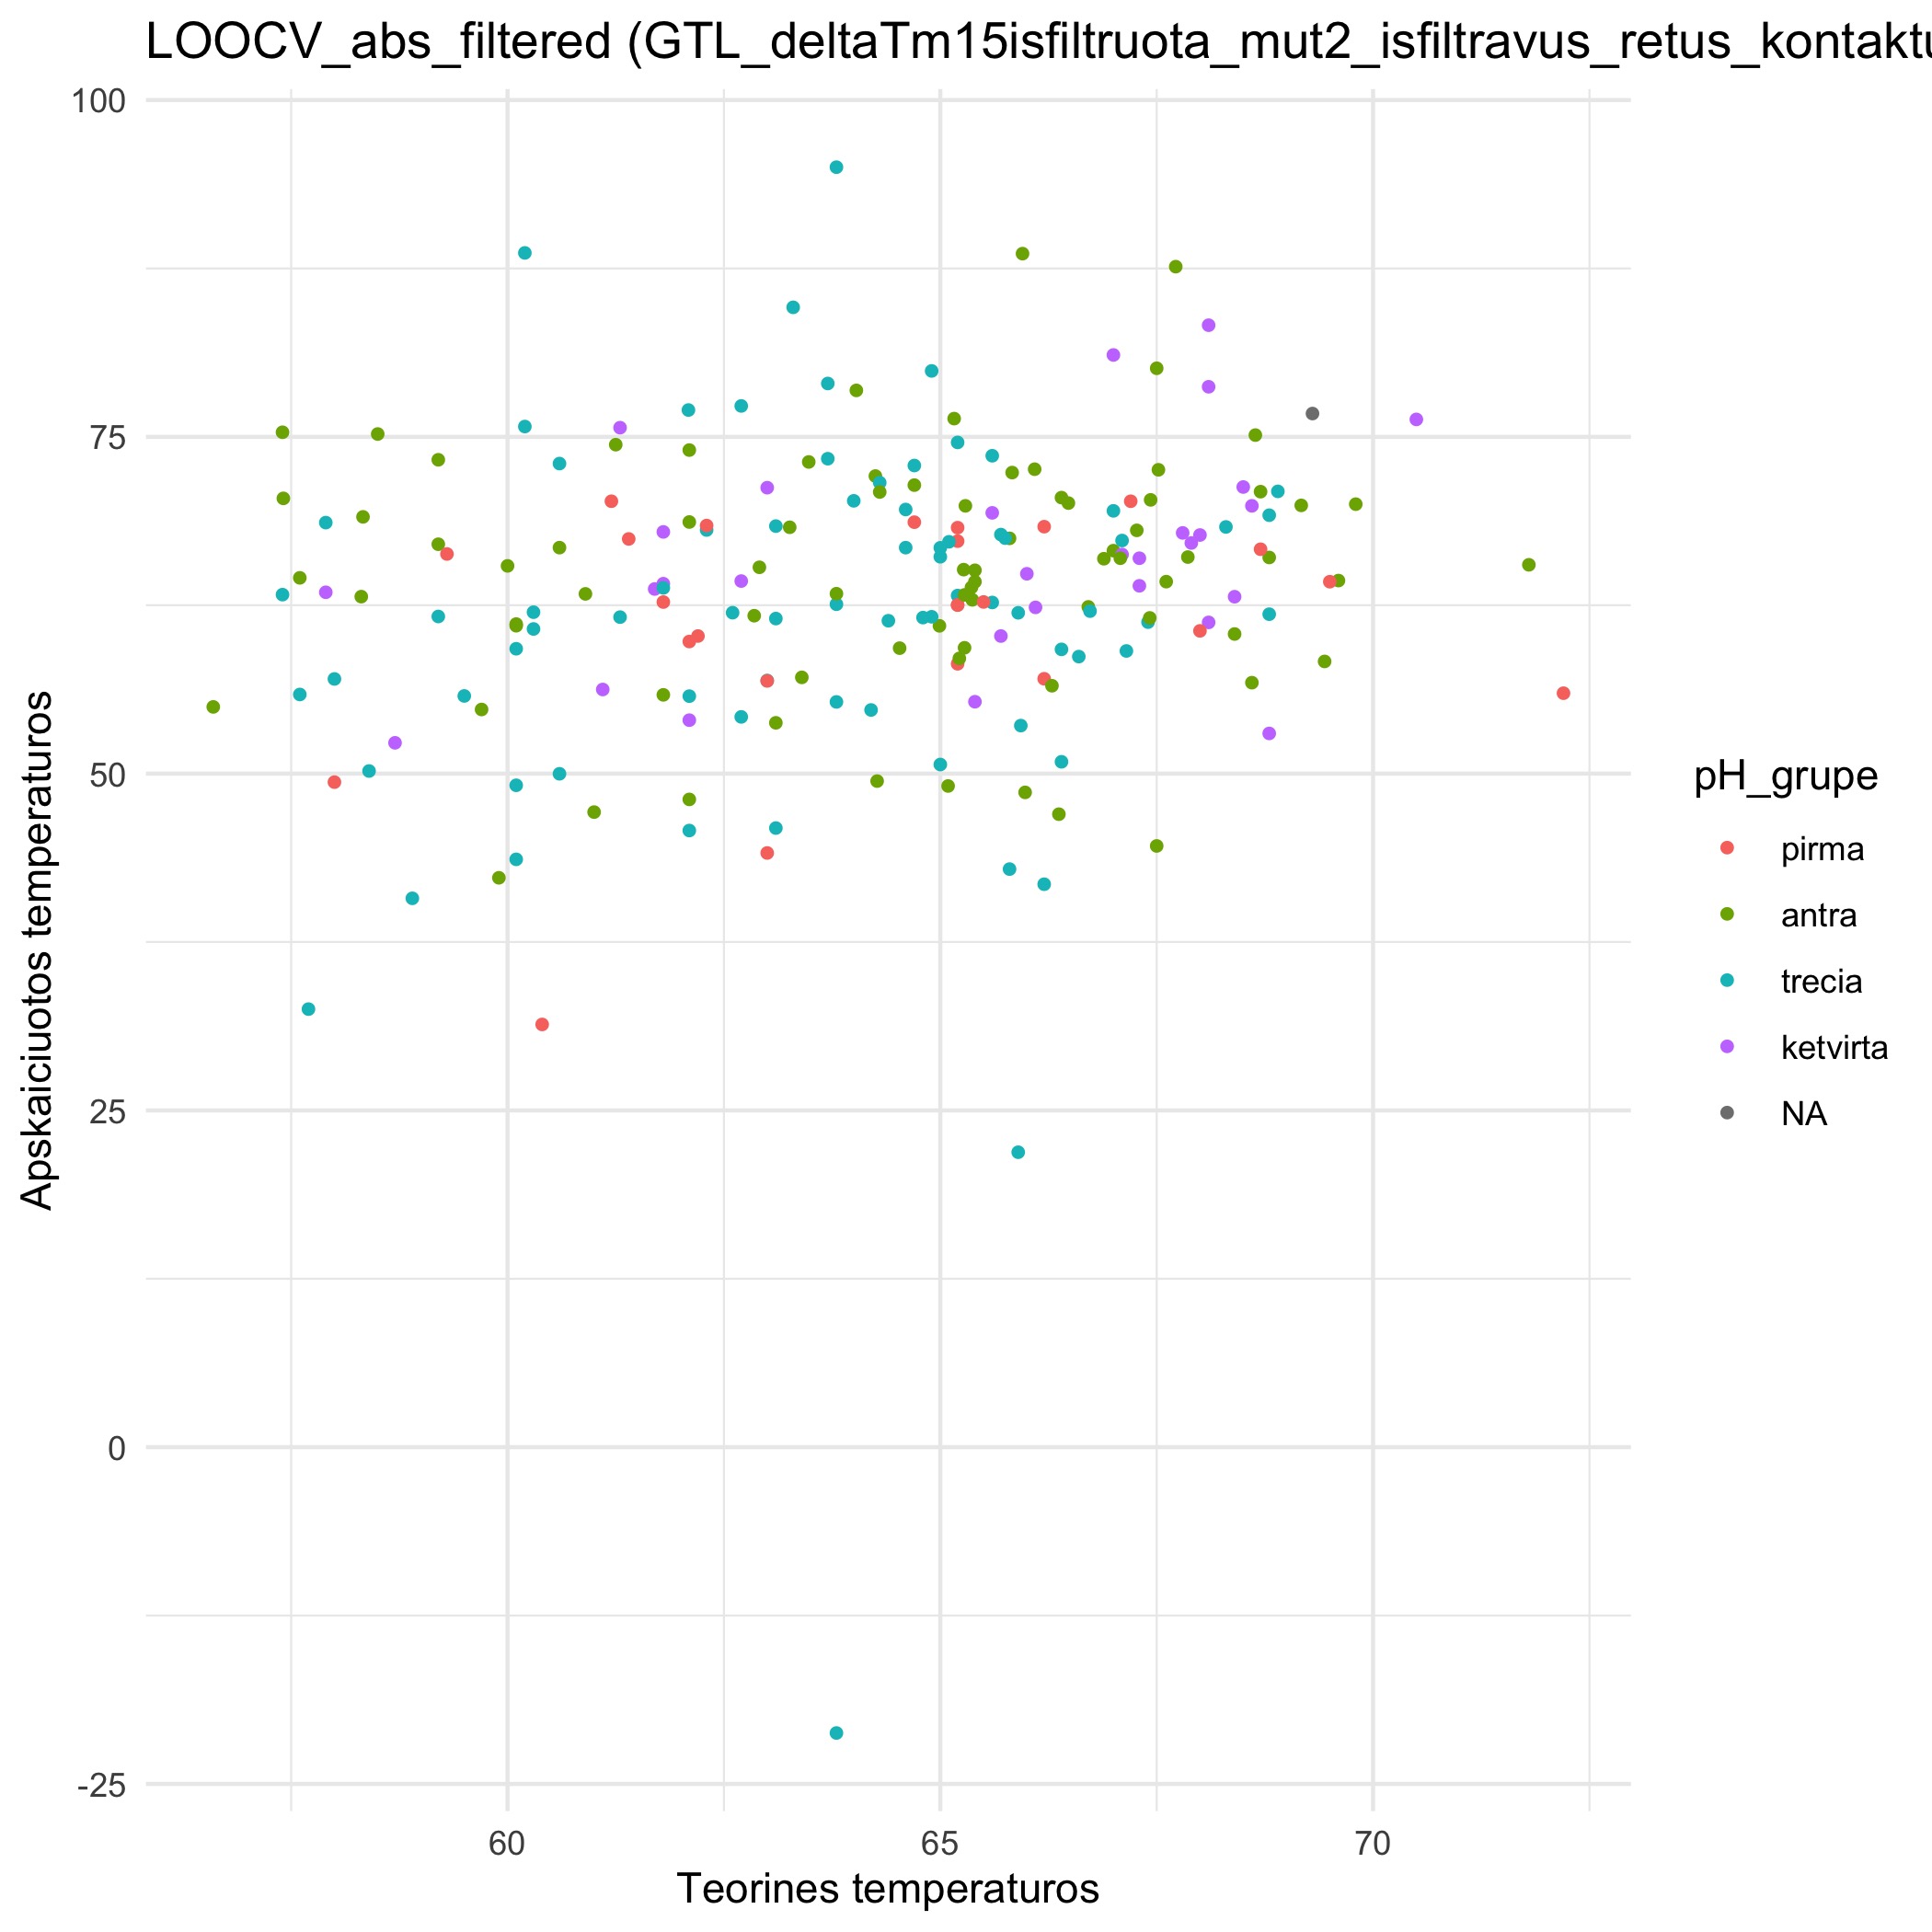 LOOCV_abs_filtered (GTL_deltaTm15isfiltruota_mut2_isfiltravus_retus_kontaktu
100
75
50
25
0
-25
Apskaiciuotos temperaturos
60
65
70
Teorines temperaturos
pH_grupe
pirma
antra
trecia
ketvirta
NA